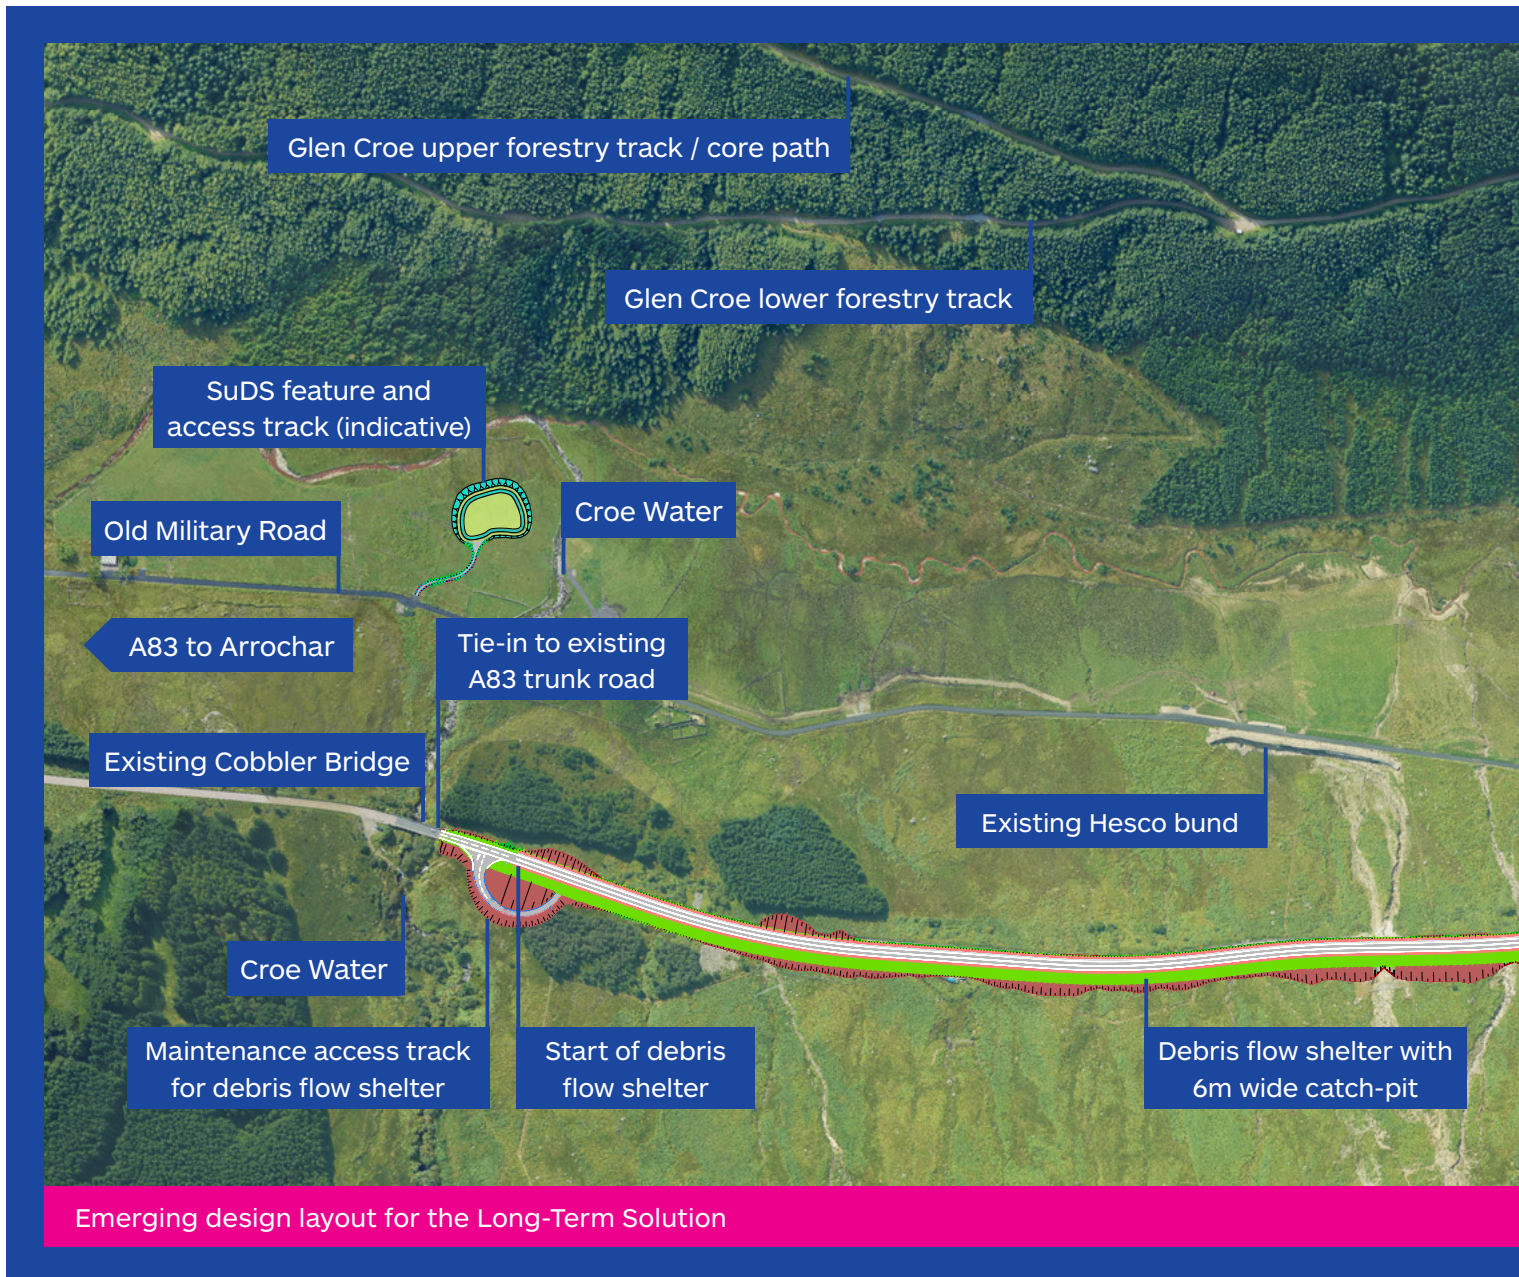 Glen Croe upper forestry track / core path
Glen Croe lower forestry track
SuDS feature and
access track (indicative)
Croe Water
Old Military Road
A83 to Arrochar
Tie-in to existing
A83 trunk road
Existing Cobbler Bridge
Existing Hesco bund
Croe Water
Maintenance access track
for debris flow shelter
Start of debris
flow shelter
Debris flow shelter with
6m wide catch-pit
Emerging design layout for the Long-Term Solution